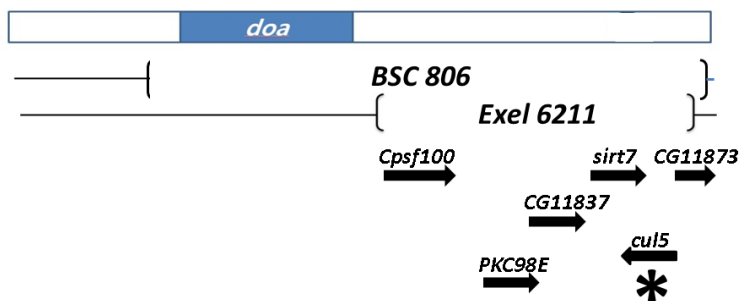 doa
BSC 806
Exel 6211
Cpsf100 sirt7 CG11873
CG11837
cul5
PKC98E
*